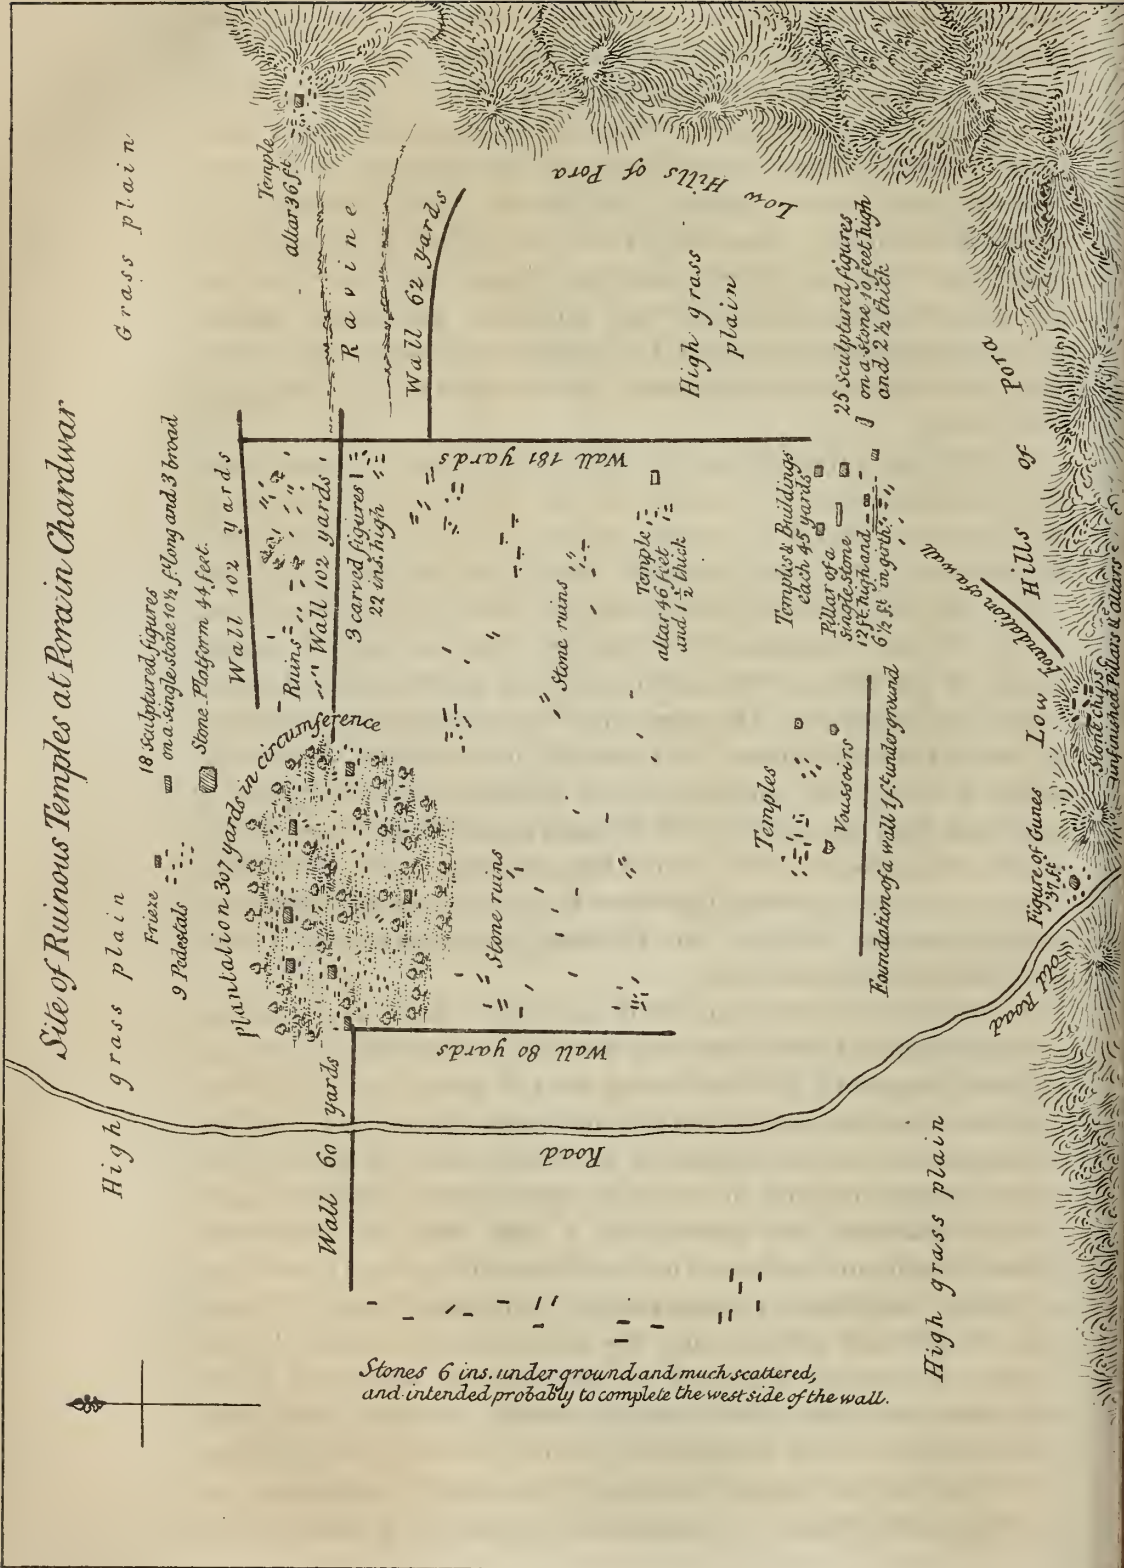 Site of Ruinous Temples at Pora in Chardwar
High grass plain
Grass plain
Frieze
9 Pedestals
18 Sculptured figures
on a single stone 10½ ft. long and 3 broad
Stone Platform 44 feet.
Temple
altar 36 ft
plantation 307 yards in circumference
Wall 102 yards
Ruins
Wall 102 yards
Ravine
3 carved figures
22 ins. high
Wall 62 yards
Wall 60 yards
Wall 80 yards
Wall 181 yards
Low Hills of Pora
Road
Stone ruins
Stone ruins
Temple
altar 46 feet
and 1½ thick
High grass
plain
Temples
Voussoirs
Temples & Buildings
each 45 yards
Pillar of a
single stone
12 ft high and
6½ ft in girth
25 Sculptured figures
on a stone 10 feet high
and 2½ thick
Foundation of a wall 1 ft underground
Foundation of a wall
High grass plain
Road
Figure of Gunes
37 ft
Low Hills of Pora
Stone chips &
unfinished Pillars & altars
Stones 6 ins. under ground and much scattered,
and intended probably to complete the west side of the wall.